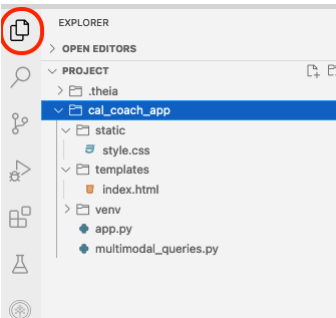 EXPLORER
OPEN EDITORS
PROJECT
.theia
cal_coach_app
static
style.css
templates
index.html
venv
app.py
multimodal_queries.py